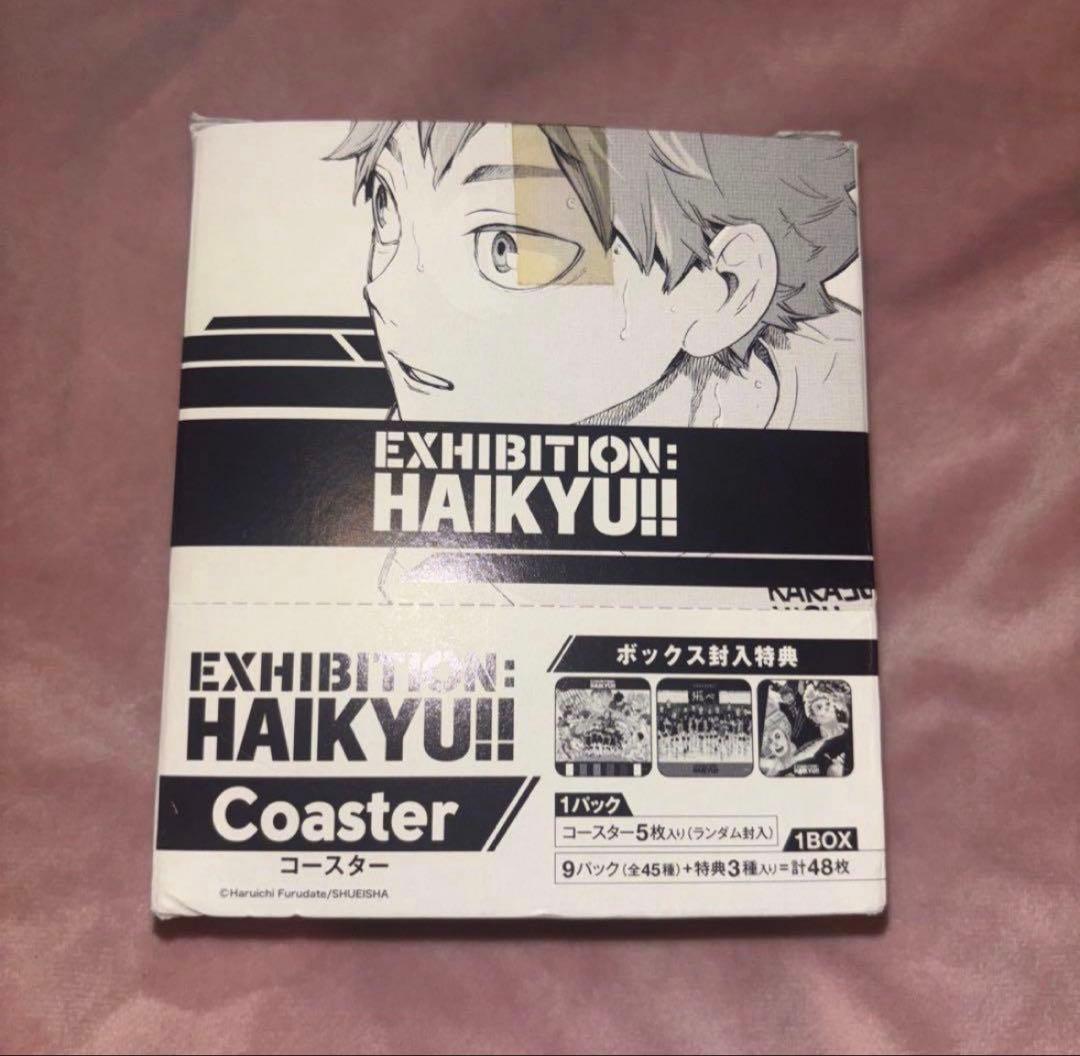 EXHIBITION:
HAIKYU!!
EXHIBITION:
HAIKYU!!
Coaster
コースター
©Haruichi Furudate/SHUEISHA
ボックス封入特典
1パック
コースター5枚入り(ランダム封入)
1BOX
9パック(全45種)+特典3種入り=計48枚